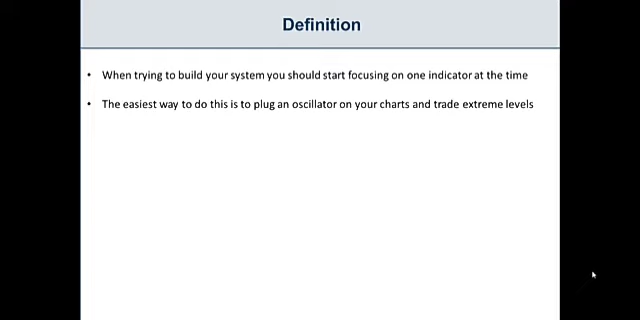 Definition
• When trying to build your system you should start focusing on one indicator at the time
• The easiest way to do this is to plug an oscillator on your charts and trade extreme levels